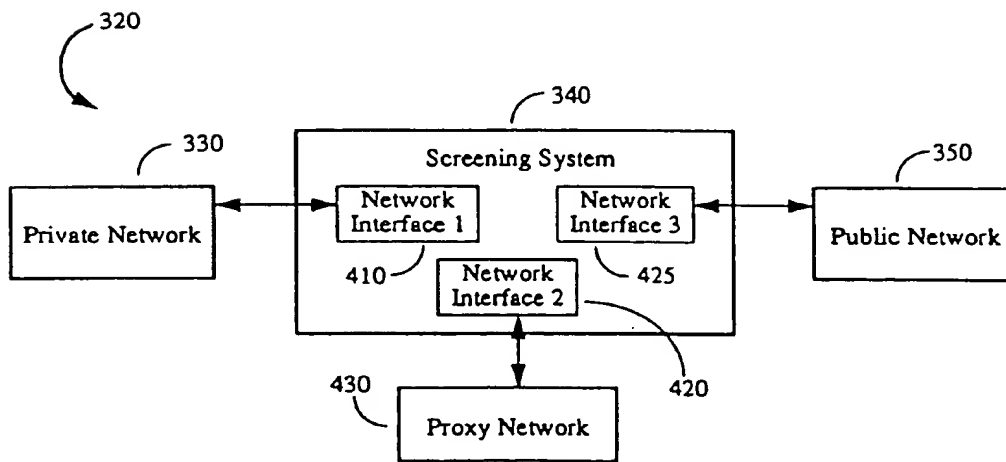 320
340
330
350
Screening System
Private Network
Network
Interface 1
Network
Interface 3
Public Network
410
425
Network
Interface 2
420
430
Proxy Network